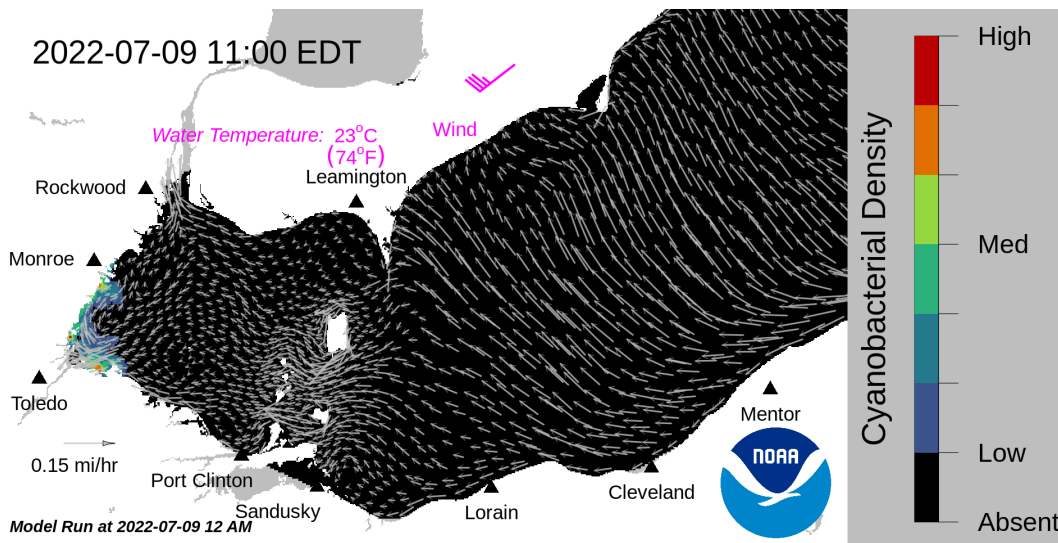 2022-07-09 11:00 EDT
High
Wind
Water Temperature: 23°C
(74°F)
Leamington
Rockwood
Monroe
Med
Cyanobacterial Density
Toledo
Mentor
0.15 mi/hr
NOAA
Low
Port Clinton
Cleveland
Sandusky
Lorain
Absent
Model Run at 2022-07-09 12 AM